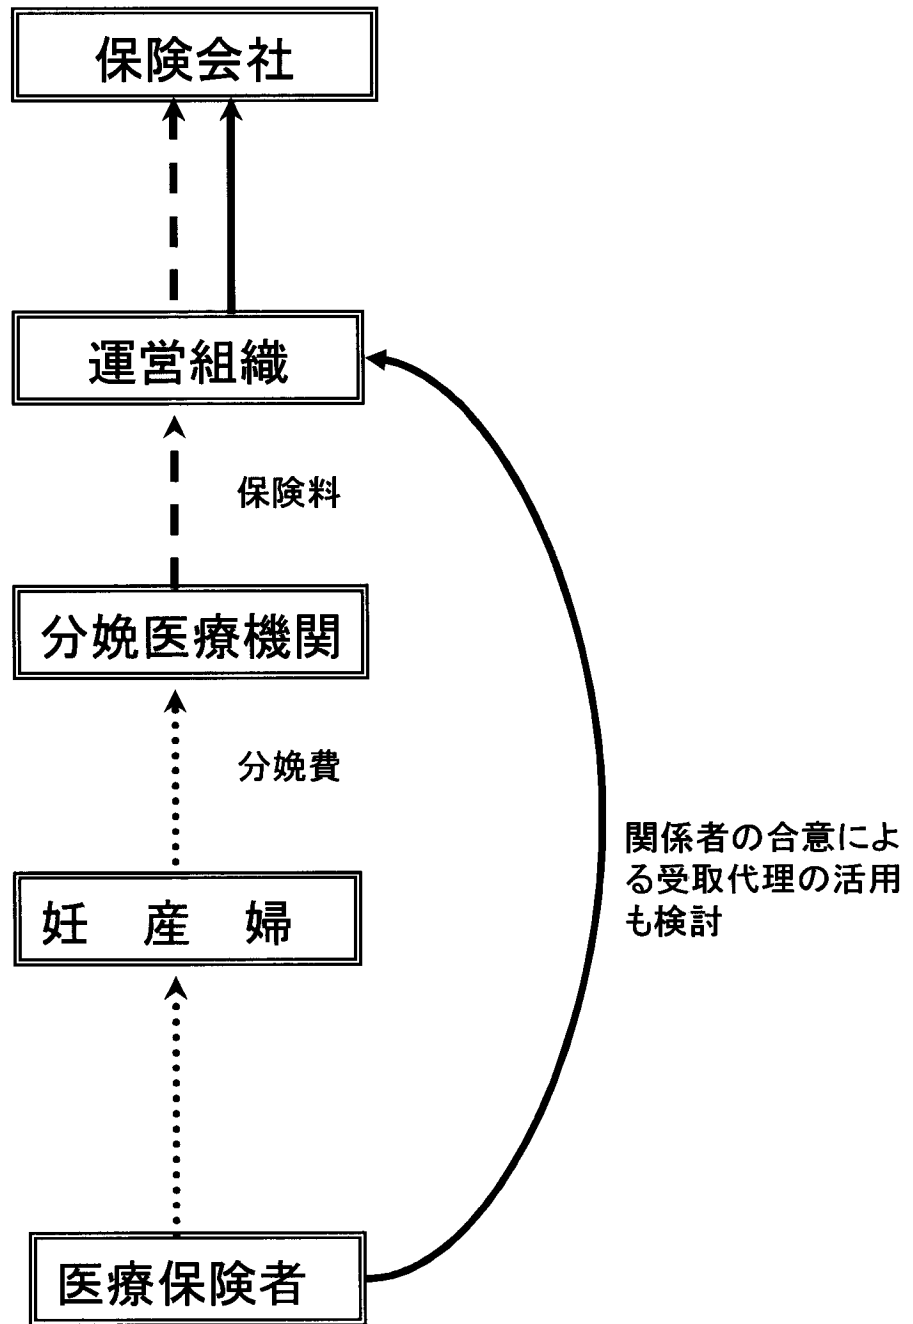 保険会社
運営組織
保険料
分娩医療機関
分娩費
妊　産　婦
関係者の合意によ
る受取代理の活用
も検討
医療保険者